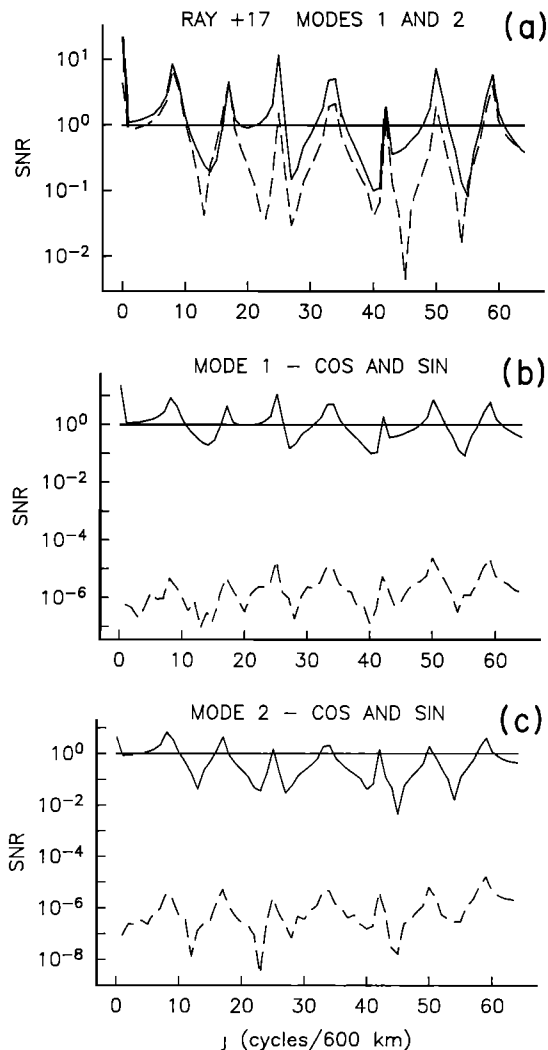 RAY +17 MODES 1 AND 2 (a)
10^1
10^0
10^-1
10^-2
SNR
0 10 20 30 40 50 60
MODE 1 – COS AND SIN (b)
10^0
10^-2
10^-4
10^-6
SNR
0 10 20 30 40 50 60
MODE 2 – COS AND SIN (c)
10^0
10^-2
10^-4
10^-6
10^-8
SNR
0 10 20 30 40 50 60
J (cycles/600 km)